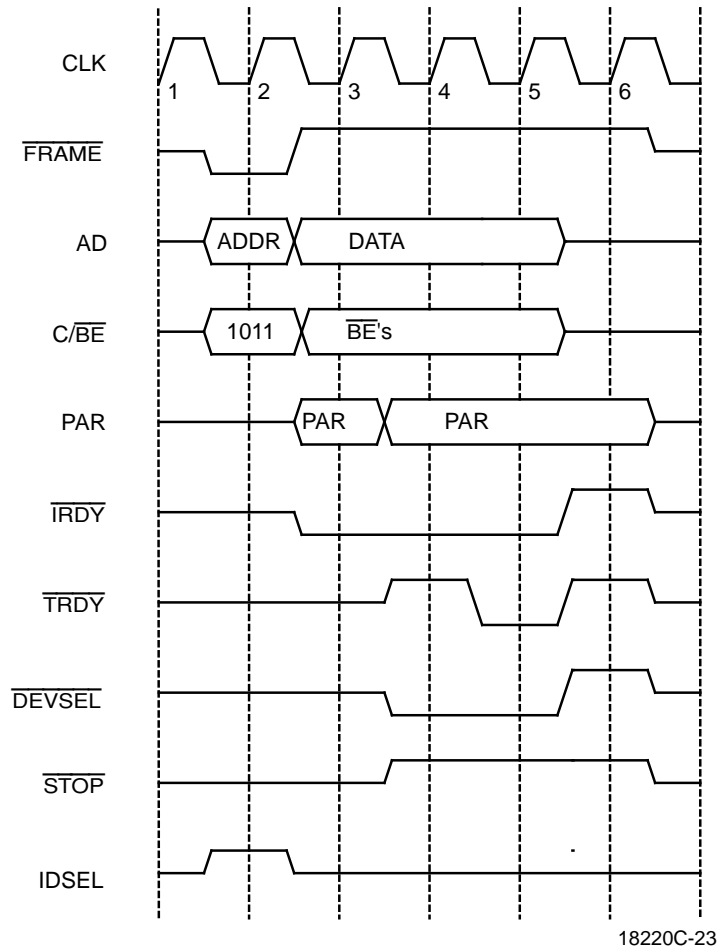 CLK
1 2 3 4 5 6
FRAME
AD ADDR DATA
C/BE 1011 BE's
PAR PAR PAR
IRDY
TRDY
DEVSEL
STOP
IDSEL
18220C-23